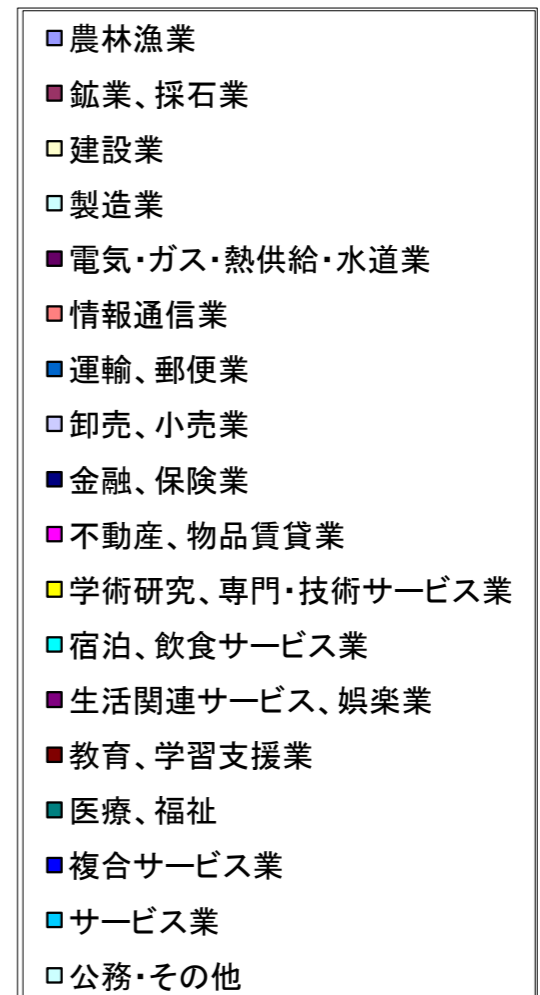 農林漁業
鉱業、採石業
建設業
製造業
電気・ガス・熱供給・水道業
情報通信業
運輸、郵便業
卸売、小売業
金融、保険業
不動産、物品賃貸業
学術研究、専門・技術サービス業
宿泊、飲食サービス業
生活関連サービス、娯楽業
教育、学習支援業
医療、福祉
複合サービス業
サービス業
公務・その他